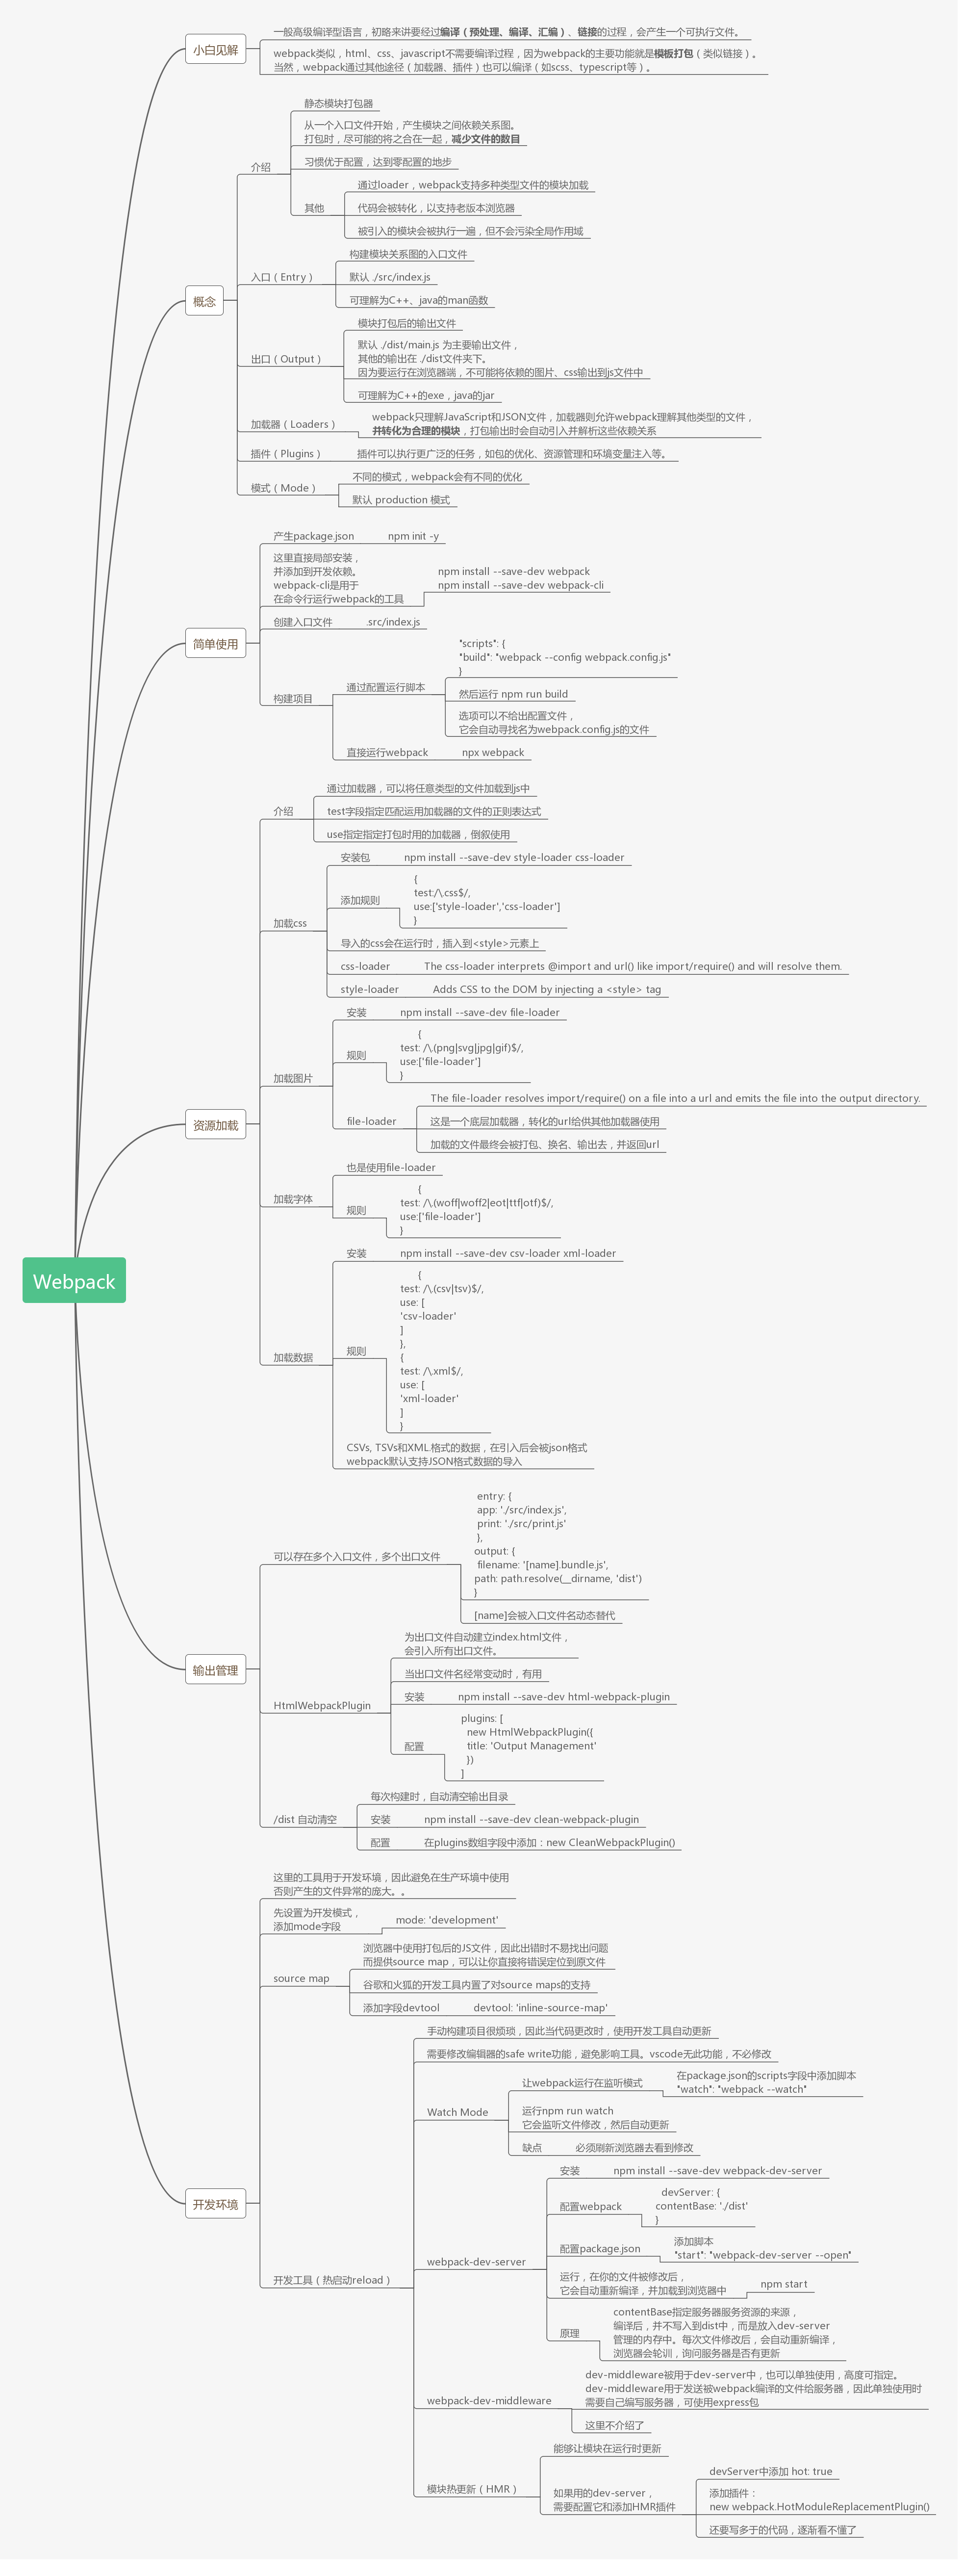 小白见解
一般高级编译型语言，初略来讲要经过编译（预处理、编译、汇编）、链接的过程，会产生一个可执行文件。
webpack类似，html、css、javascript不需要编译过程，因为webpack的主要功能就是模板打包（类似链接）。
当然，webpack通过其他途径（加载器、插件）也可以编译（如scss、typescript等）。
概念
介绍
静态模块打包器
从一个入口文件开始，产生模块之间依赖关系图。
打包时，尽可能的将之合在一起，减少文件的数目
习惯优于配置，达到零配置的地步
其他
通过loader，webpack支持多种类型文件的模块加载
代码会被转化，以支持老版本浏览器
被引入的模块会被执行一遍，但不会污染全局作用域
入口（Entry）
构建模块关系图的入口文件
默认 ./src/index.js
可理解为C++、java的man函数
出口（Output）
模块打包后的输出文件
默认 ./dist/main.js 为主要输出文件，
其他的输出在 ./dist文件夹下。
因为要运行在浏览器端，不可能将依赖的图片、css输出到js文件中
可理解为C++的exe，java的jar
加载器（Loaders）
webpack只理解JavaScript和JSON文件，加载器则允许webpack理解其他类型的文件，
并转化为合理的模块，打包输出时会自动引入并解析这些依赖关系
插件（Plugins）
插件可以执行更广泛的任务，如包的优化、资源管理和环境变量注入等。
模式（Mode）
不同的模式，webpack会有不同的优化
默认 production 模式
简单使用
产生package.json
npm init -y
这里直接局部安装，
并添加到开发依赖。
webpack-cli是用于
在命令行运行webpack的工具
npm install --save-dev webpack
npm install --save-dev webpack-cli
创建入口文件
.src/index.js
构建项目
通过配置运行脚本
"scripts": {
"build": "webpack --config webpack.config.js"
}
然后运行 npm run build
选项可以不给出配置文件，
它会自动寻找名为webpack.config.js的文件
直接运行webpack
npx webpack
资源加载
介绍
通过加载器，可以将任意类型的文件加载到js中
test字段指定匹配运用加载器的文件的正则表达式
use指定指定打包时用的加载器，倒叙使用
加载css
安装包
npm install --save-dev style-loader css-loader
添加规则
{
test:/\.css$/,
use:['style-loader','css-loader']
}
导入的css会在运行时，插入到<style>元素上
css-loader
The css-loader interprets @import and url() like import/require() and will resolve them.
style-loader
Adds CSS to the DOM by injecting a <style> tag
加载图片
安装
npm install --save-dev file-loader
规则
{
test: /\.(png|svg|jpg|gif)$/,
use:['file-loader']
}
file-loader
The file-loader resolves import/require() on a file into a url and emits the file into the output directory.
这是一个底层加载器，转化的url给供其他加载器使用
加载的文件最终会被打包、换名、输出去，并返回url
加载字体
也是使用file-loader
规则
{
test: /\.(woff|woff2|eot|ttf|otf)$/,
use:['file-loader']
}
加载数据
安装
npm install --save-dev csv-loader xml-loader
规则
{
test: /\.(csv|tsv)$/,
use: [
'csv-loader'
]
},
{
test: /\.xml$/,
use: [
'xml-loader'
]
}
CSVs, TSVs和XML格式的数据，在引入后会被json格式
webpack默认支持JSON格式数据的导入
Webpack
输出管理
可以存在多个入口文件，多个出口文件
entry: {
app: './src/index.js',
print: './src/print.js'
},
output: {
filename: '[name].bundle.js',
path: path.resolve(__dirname, 'dist')
}
[name]会被入口文件名动态替代
HtmlWebpackPlugin
为出口文件自动建立index.html文件，
会引入所有出口文件。
当出口文件名经常变动时，有用
安装
npm install --save-dev html-webpack-plugin
配置
plugins: [
new HtmlWebpackPlugin({
title: 'Output Management'
})
]
/dist 自动清空
每次构建时，自动清空输出目录
安装
npm install --save-dev clean-webpack-plugin
配置
在plugins数组字段中添加：new CleanWebpackPlugin()
开发环境
这里的工具用于开发环境，因此避免在生产环境中使用
否则产生的文件异常的庞大。。
先设置为开发模式，
添加mode字段
mode: 'development'
source map
浏览器中使用打包后的JS文件，因此出错时不易找出问题
而提供source map，可以让你直接将错误定位到原文件
谷歌和火狐的开发工具内置了对source maps的支持
添加字段devtool
devtool: 'inline-source-map'
开发工具（热启动reload）
手动构建项目很烦琐，因此当代码更改时，使用开发工具自动更新
需要修改编辑器的safe write功能，避免影响工具。vscode无此功能，不必修改
Watch Mode
让webpack运行在监听模式
在package.json的scripts字段中添加脚本
"watch": "webpack --watch"
运行npm run watch
它会监听文件修改，然后自动更新
缺点
必须刷新浏览器去看到修改
webpack-dev-server
安装
npm install --save-dev webpack-dev-server
配置webpack
devServer: {
contentBase: './dist'
}
配置package.json
添加脚本
"start": "webpack-dev-server --open"
运行，在你的文件被修改后，
它会自动重新编译，并加载到浏览器中
npm start
原理
contentBase指定服务器服务资源的来源，
编译后，并不写入到dist中，而是放入dev-server
管理的内存中。每次文件修改后，会自动重新编译，
浏览器会轮训，询问服务器是否有更新
webpack-dev-middleware
dev-middleware被用于dev-server中，也可以单独使用，高度可指定。
dev-middleware用于发送被webpack编译的文件给服务器，因此单独使用时
需要自己编写服务器，可使用express包
这里不介绍了
模块热更新（HMR）
能够让模块在运行时更新
如果用的dev-server，
需要配置它和添加HMR插件
devServer中添加 hot: true
添加插件：
new webpack.HotModuleReplacementPlugin()
还要写多于的代码，逐渐看不懂了